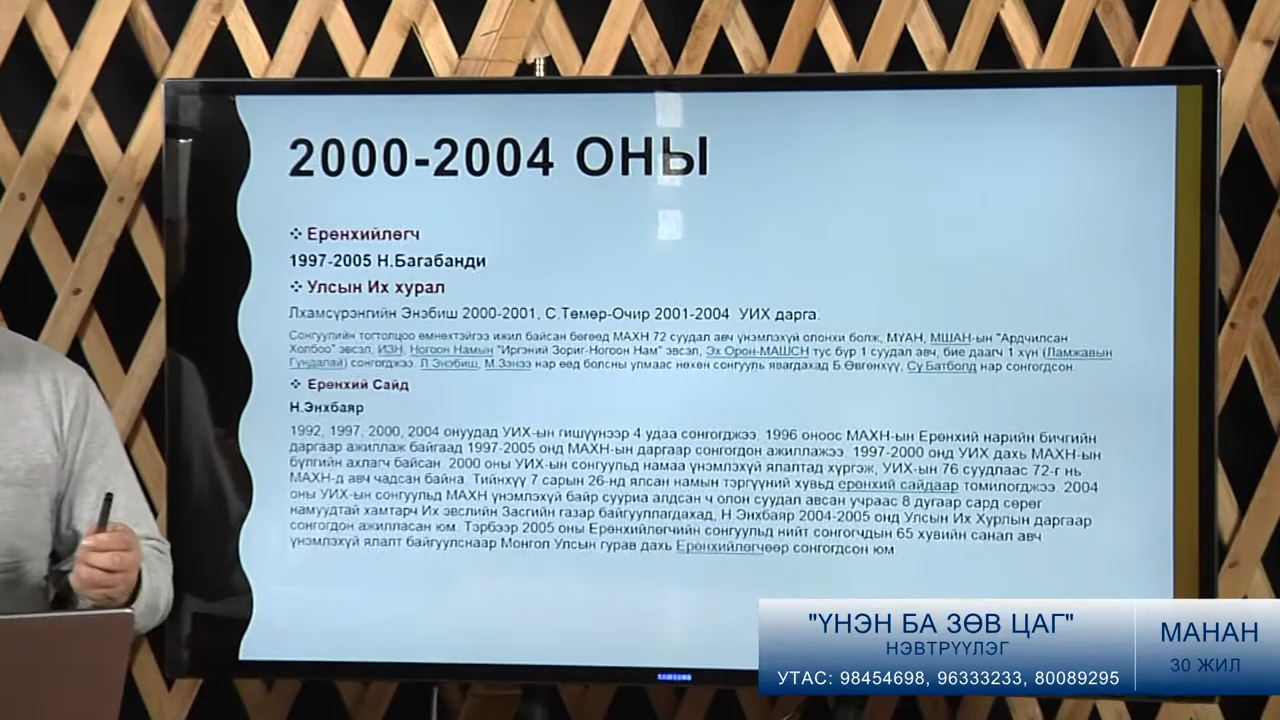 2000-2004 ОНЫ
Ерөнхийлөгч
1997-2005 Н.Багабанди
Улсын Их хурал
Лхамсүрэнгийн Энэбиш 2000-2001, С.Төмөр-Очир 2001-2004 УИХ дарга.
Сонгуулийн тогтолцоо өмнөхтэйгээ ижил байсан бөгөөд МАХН 72 суудал авч үнэмлэхүй олонхи болж, МҮАН, МШАН-ын "Ардчилсан
Холбоо" эвсэл, ИЗН, Ногоон Намын "Иргэний Зориг-Ногоон Нам" эвсэл, Эх Орон-МАШСН тус бүр 1 суудал авч, бие даагч 1 хүн (Ламжавын
Гүндалай) сонгогджээ. Л.Энэбиш, М.Зэнээ нар өөд болсны улмаас нөхөн сонгууль явагдахад Б.Өвгөнхүү, Сү.Батболд нар сонгогдсон.
Ерөнхий Сайд
Н.Энхбаяр
1992, 1997, 2000, 2004 онуудад УИХ-ын гишүүнээр 4 удаа сонгогджээ. 1996 оноос МАХН-ын Ерөнхий нарийн бичгийн
даргаар ажиллаж байгаад 1997-2005 онд МАХН-ын даргаар сонгогдон ажиллажээ. 1997-2000 онд УИХ дахь МАХН-ын
бүлгийн ахлагч байсан. 2000 оны УИХ-ын сонгуульд намаа үнэмлэхүй ялалтад хүргэж, УИХ-ын 76 суудлаас 72-г нь
МАХН-д авч чадсан байна. Тийнхүү 7 сарын 26-нд ялсан намын тэргүүний хувьд ерөнхий сайдаар томилогджээ. 2004
оны УИХ-ын сонгуульд МАХН үнэмлэхүй байр сууриа алдсан ч олон суудал авсан учраас 8 дугаар сард сөрөг
намуудтай хамтарч Их эвслийн Засгийн газар байгууллагдахад, Н.Энхбаяр 2004-2005 онд Улсын Их Хурлын даргаар
сонгогдон ажилласан юм. Тэрбээр 2005 оны Ерөнхийлөгчийн сонгуульд нийт сонгогчдын 65 хувийн санал авч
үнэмлэхүй ялалт байгуулснаар Монгол Улсын гурав дахь Ерөнхийлөгчөөр сонгогдсон юм.
SAMSUNG
"ҮНЭН БА ЗӨВ ЦАГ"
НЭВТРҮҮЛЭГ
УТАС: 98454698, 96333233, 80089295
МАНАН
30 ЖИЛ